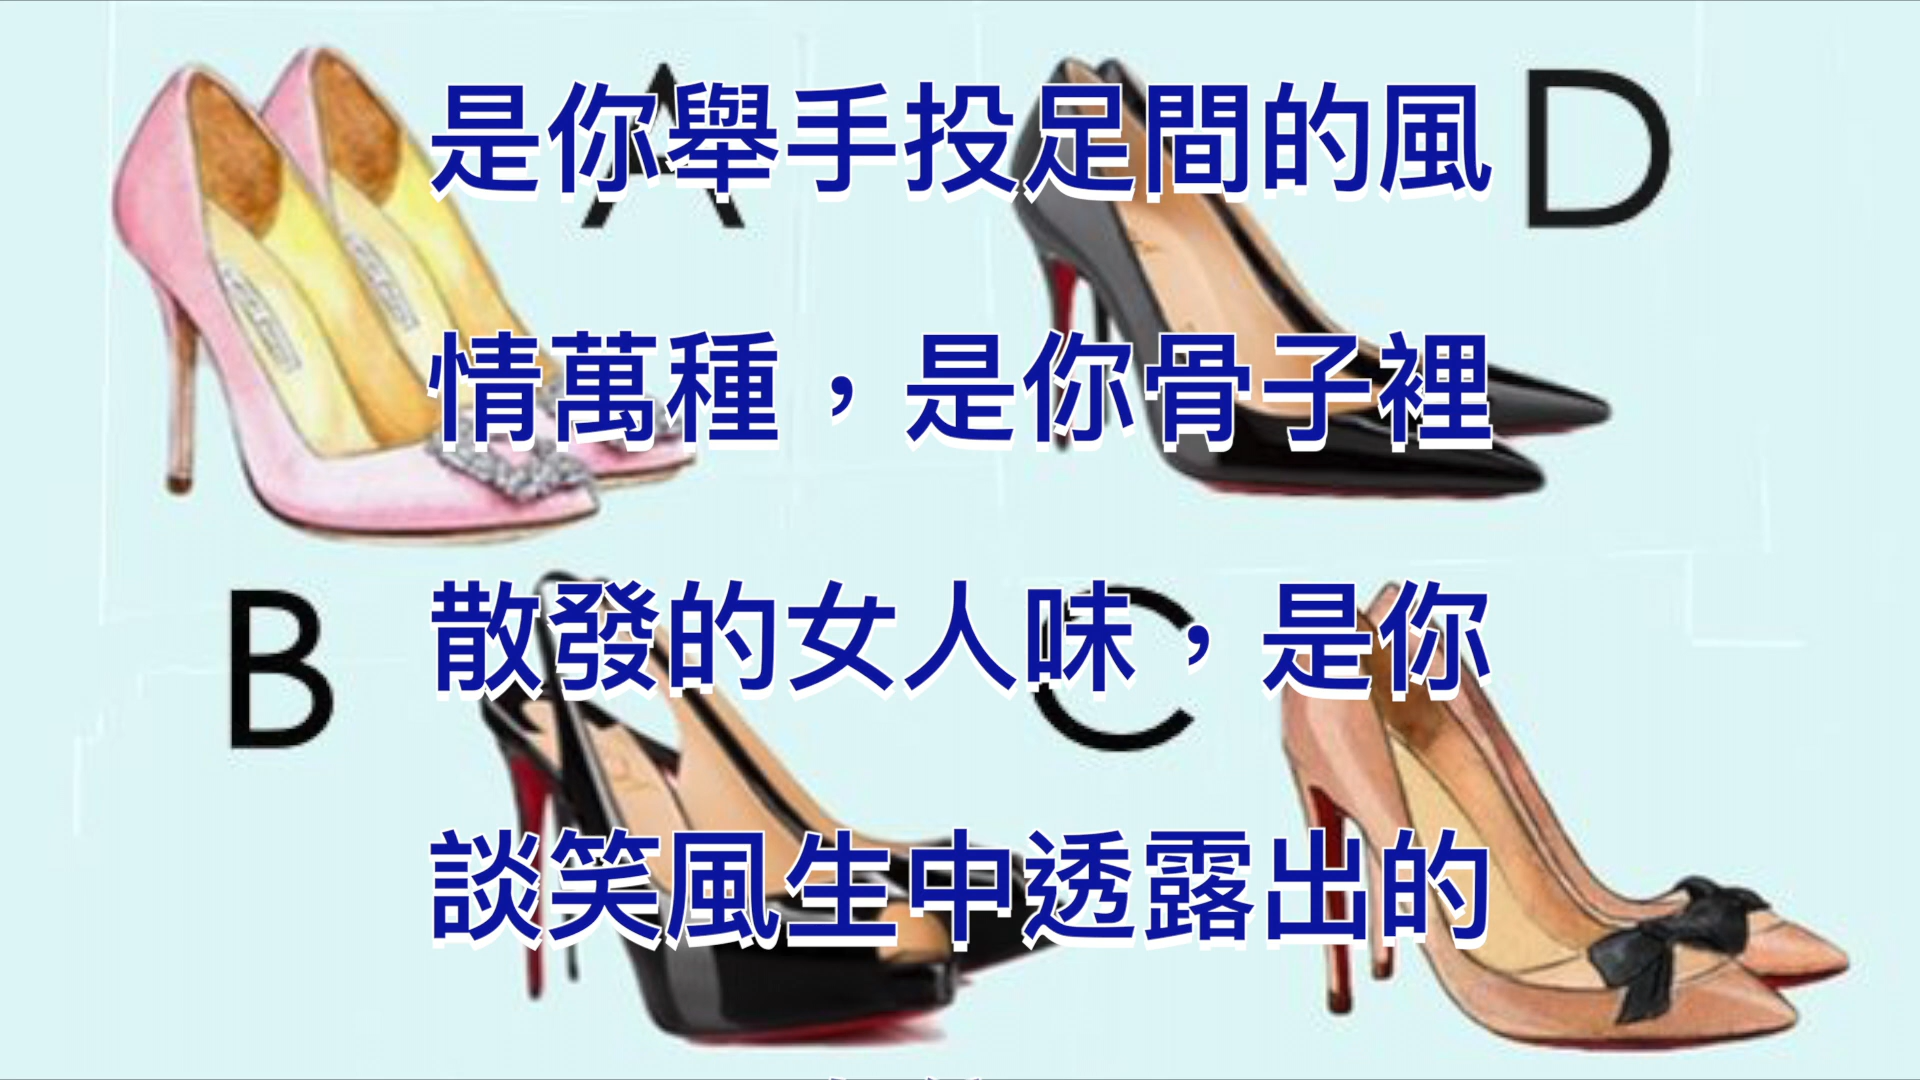 A
D
是你舉手投足間的風
情萬種，是你骨子裡
B
C
散發的女人味，是你
談笑風生中透露出的